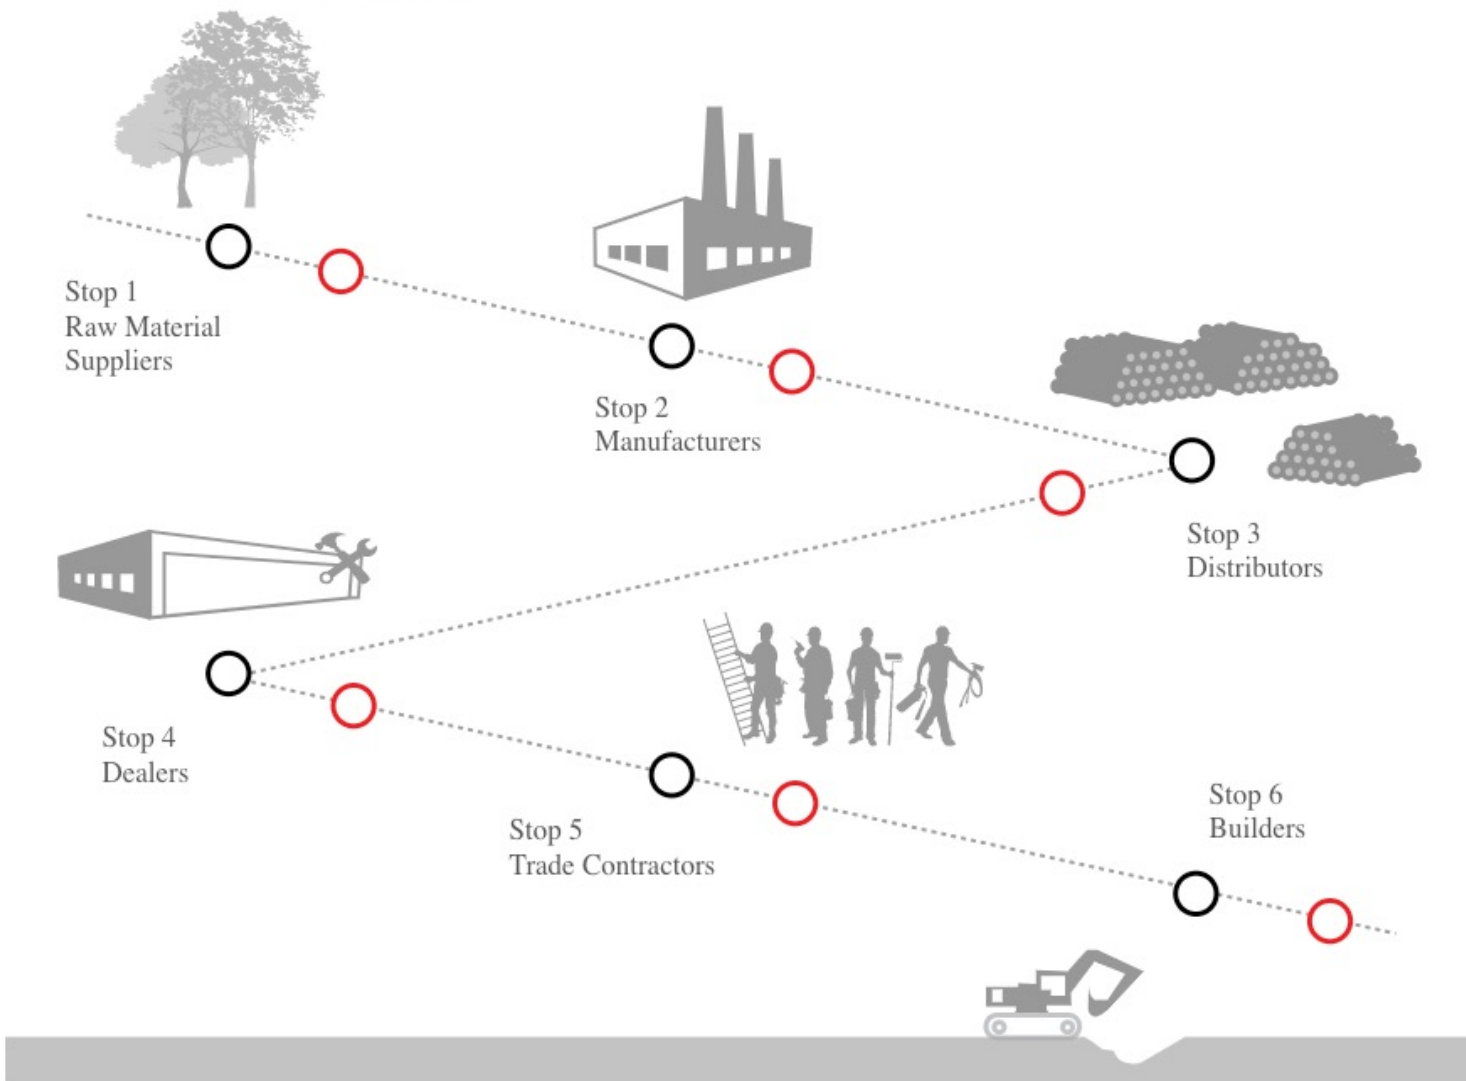 Stop 1
Raw Material
Suppliers
Stop 2
Manufacturers
Stop 3
Distributors
Stop 4
Dealers
Stop 5
Trade Contractors
Stop 6
Builders